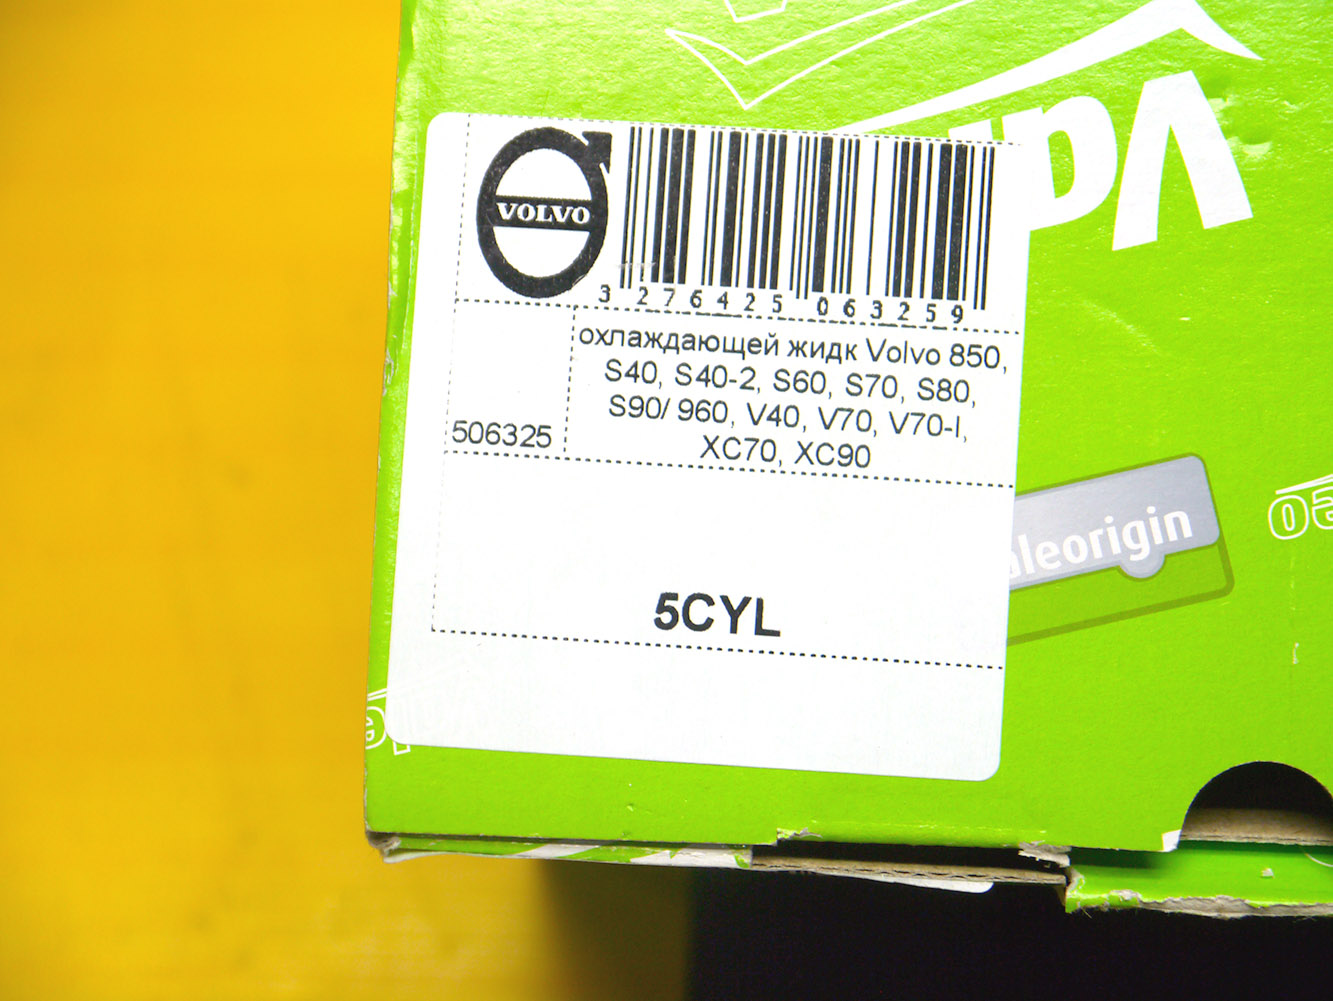 VOLVO
3 276425 063259
охлаждающей жидк Volvo 850,
S40, S40-2, S60, S70, S80,
S90/ 960, V40, V70, V70-I,
XC70, XC90
506325
5CYL
aleorigin